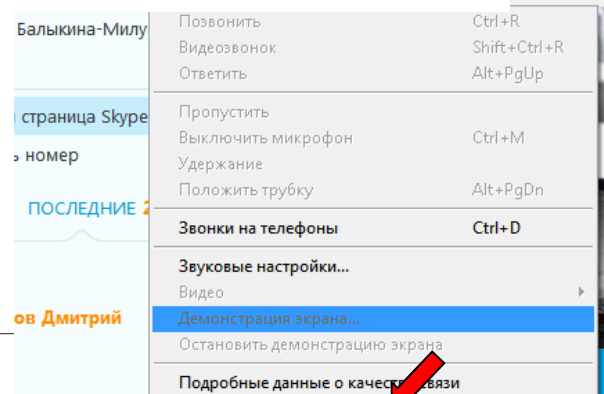 Балыкина-Милу
страница Skype
номер
ПОСЛЕДНИЕ 2
ов Дмитрий
Позвонить Ctrl+R
Видеозвонок Shift+Ctrl+R
Ответить Alt+PgUp
Пропустить
Выключить микрофон Ctrl+M
Удержание
Положить трубку Alt+PgDn
Звонки на телефоны Ctrl+D
Звуковые настройки...
Видео
Демонстрация экрана...
Остановить демонстрацию экрана
Подробные данные о качестве связи